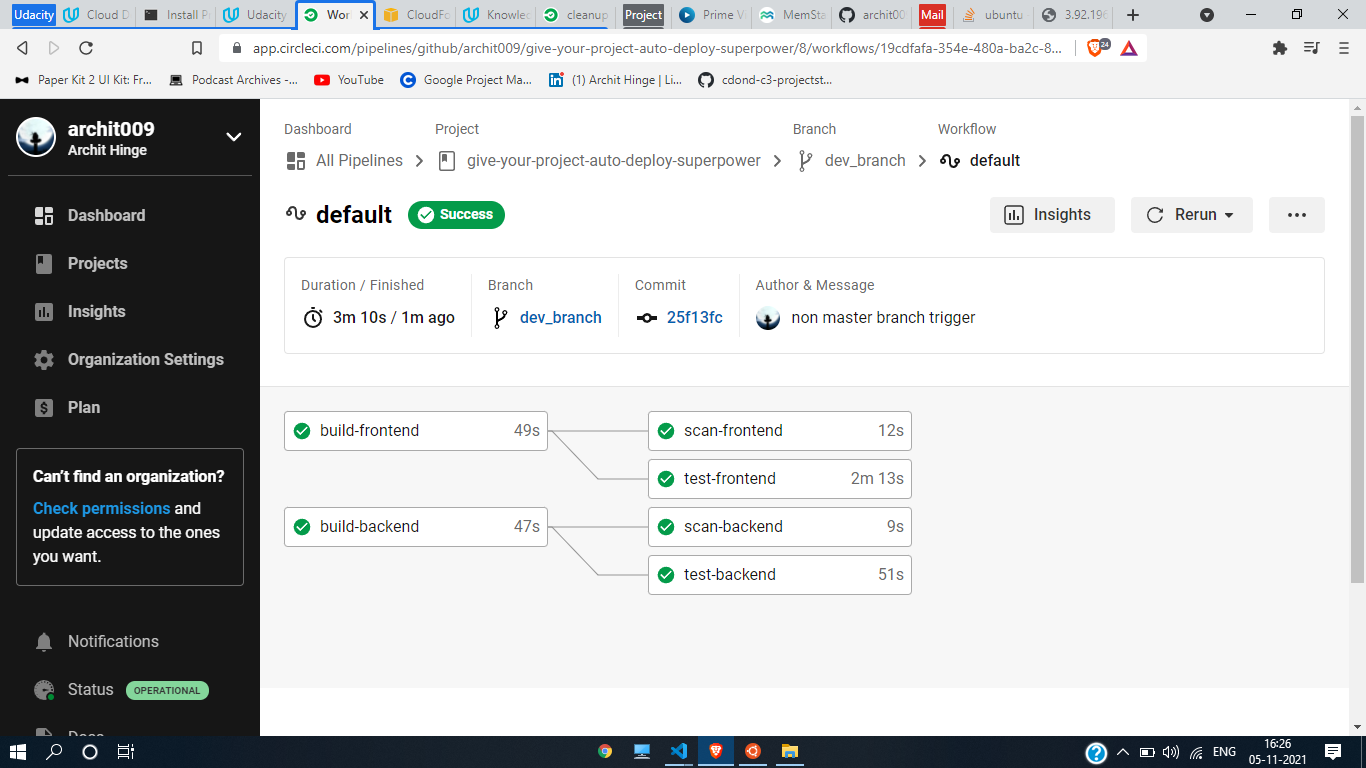 Udacity
Cloud D
Install P
Udacity
Wor
CloudFo
Knowlec
cleanup
Project
Prime V
MemSta
archit00
Mail
ubuntu
3.92.196
app.circleci.com/pipelines/github/archit009/give-your-project-auto-deploy-superpower/8/workflows/19cdfafa-354e-480a-ba2c-8...
24
Paper Kit 2 UI Kit: Fr...
Podcast Archives -...
YouTube
Google Project Ma...
(1) Archit Hinge | Li...
cdond-c3-projectst...
archit009
Archit Hinge
Dashboard
Projects
Insights
Organization Settings
Plan
Can't find an organization?
Check permissions and
update access to the ones
you want.
Notifications
Status OPERATIONAL
Docs
Dashboard Project Branch Workflow
All Pipelines give-your-project-auto-deploy-superpower dev_branch default
default Success
Insights Rerun
Duration / Finished Branch Commit Author & Message
3m 10s / 1m ago dev_branch 25f13fc non master branch trigger
build-frontend 49s scan-frontend 12s
test-frontend 2m 13s
build-backend 47s scan-backend 9s
test-backend 51s
ENG
16:26
05-11-2021